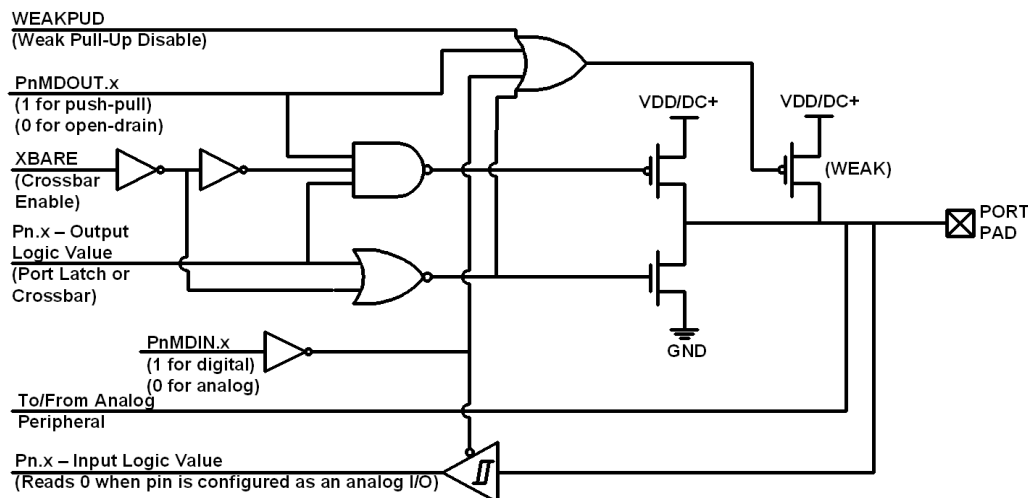 WEAKPUD
(Weak Pull-Up Disable)
PnMDOUT.x
(1 for push-pull)
(0 for open-drain)
XBARE
(Crossbar
Enable)
Pn.x – Output
Logic Value
(Port Latch or
Crossbar)
PnMDIN.x
(1 for digital)
(0 for analog)
To/From Analog
Peripheral
Pn.x – Input Logic Value
(Reads 0 when pin is configured as an analog I/O)
VDD/DC+
VDD/DC+
(WEAK)
PORT
PAD
GND